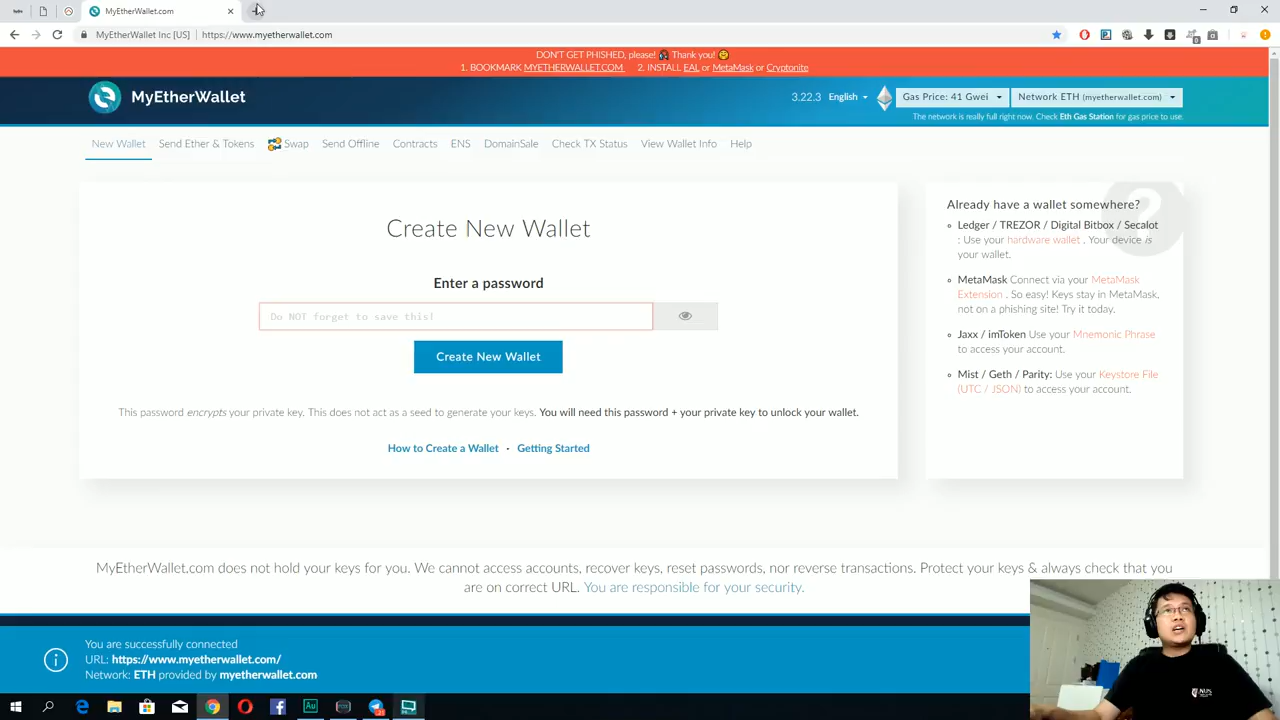 MyEtherWallet.com
MyEtherWallet Inc [US]
https://www.myetherwallet.com
DON'T GET PHISHED, please! Thank you!
1. BOOKMARK MYETHERWALLET.COM 2. INSTALL EAL or MetaMask or Cryptonite
MyEtherWallet
3.22.3 English
Gas Price: 41 Gwei
Network ETH (myetherwallet.com)
The network is really full right now. Check Eth Gas Station for gas price to use.
New Wallet
Send Ether & Tokens
Swap
Send Offline
Contracts
ENS
DomainSale
Check TX Status
View Wallet Info
Help
Create New Wallet
Enter a password
Do NOT forget to save this!
Create New Wallet
This password encrypts your private key. This does not act as a seed to generate your keys. You will need this password + your private key to unlock your wallet.
How to Create a Wallet · Getting Started
Already have a wallet somewhere?
Ledger / TREZOR / Digital Bitbox / Secalot
: Use your hardware wallet . Your device is
your wallet.
MetaMask Connect via your MetaMask
Extension . So easy! Keys stay in MetaMask,
not on a phishing site! Try it today.
Jaxx / imToken Use your Mnemonic Phrase
to access your account.
Mist / Geth / Parity: Use your Keystore File
(UTC / JSON) to access your account.
MyEtherWallet.com does not hold your keys for you. We cannot access accounts, recover keys, reset passwords, nor reverse transactions. Protect your keys & always check that you
are on correct URL. You are responsible for your security.
You are successfully connected
URL: https://www.myetherwallet.com/
Network: ETH provided by myetherwallet.com
Au
NUS